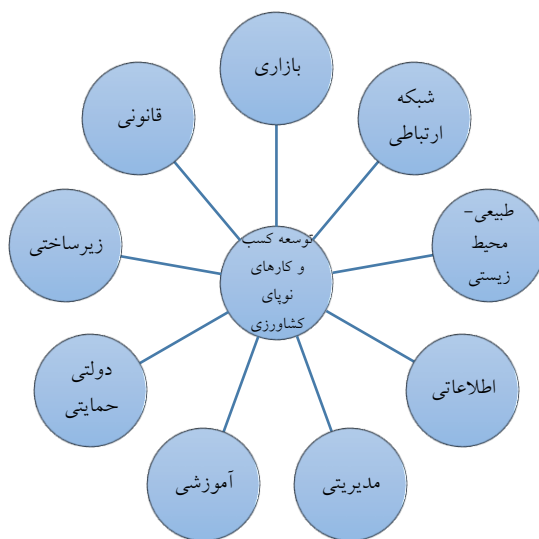 بازاری
شبکه
ارتباطی
طبیعی-
محیط
زیستی
اطلاعاتی
مدیریتی
آموزشی
دولتی
حمایتی
زیرساختی
قانونی
توسعه کسب
و کارهای
نوپای
کشاورزی